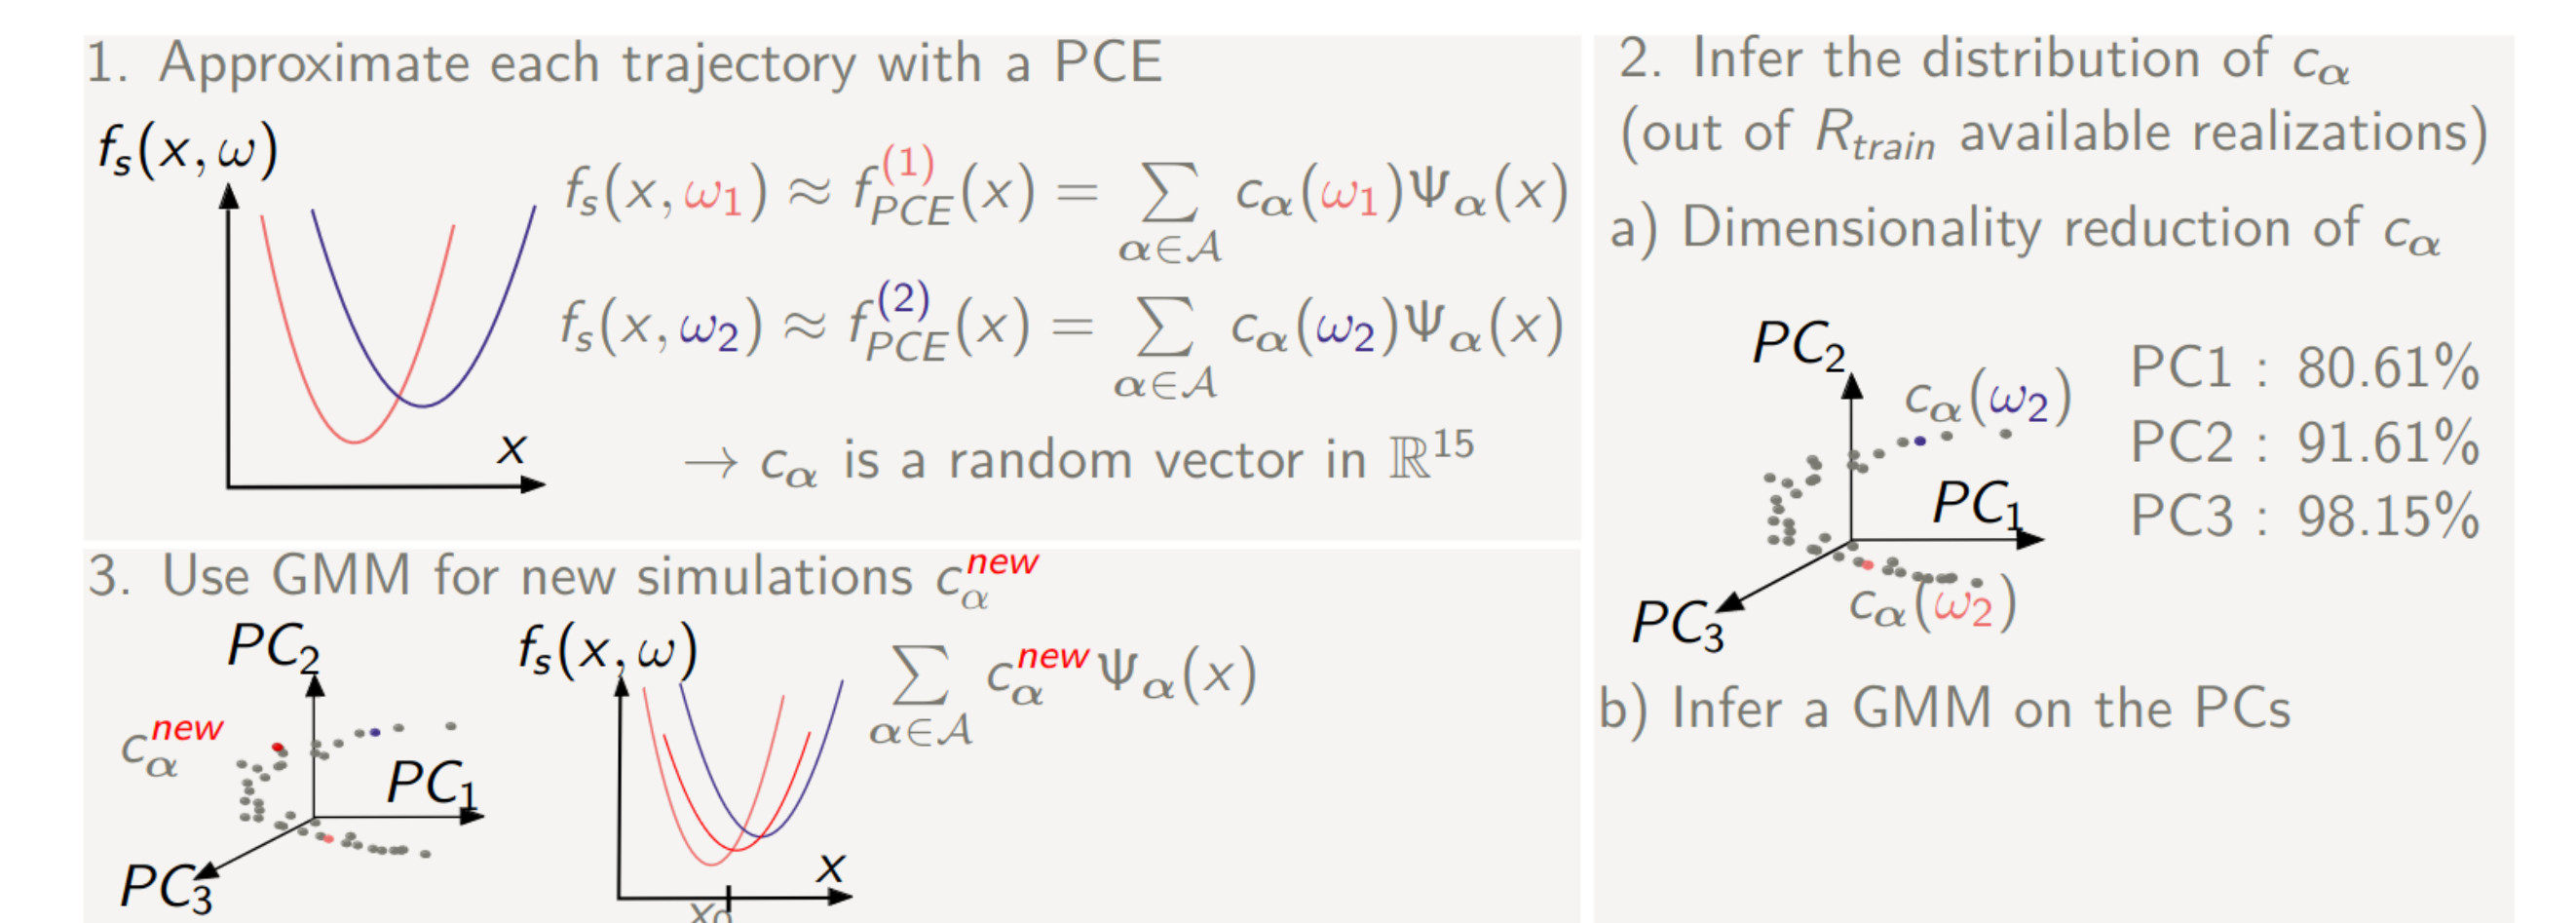 1. Approximate each trajectory with a PCE
f_s(x, ω)
f_s(x, ω_1) ≈ f_PCE^(1)(x) = ∑_{α∈𝒜} c_α(ω_1)Ψ_α(x)
f_s(x, ω_2) ≈ f_PCE^(2)(x) = ∑_{α∈𝒜} c_α(ω_2)Ψ_α(x)
x
→ c_α is a random vector in ℝ^15
2. Infer the distribution of c_α
(out of R_train available realizations)
a) Dimensionality reduction of c_α
PC_2
c_α(ω_2)
PC_1
c_α(ω_2)
PC_3
PC1 : 80.61%
PC2 : 91.61%
PC3 : 98.15%
b) Infer a GMM on the PCs
3. Use GMM for new simulations c_α^new
PC_2
c_α^new
PC_1
PC_3
f_s(x, ω)
∑_{α∈𝒜} c_α^new Ψ_α(x)
x
x_0